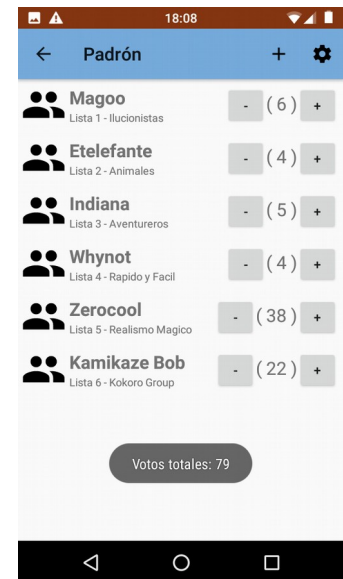 18:08
Padrón +
Magoo - ( 6 ) +
Lista 1 - Ilucionistas
Etelefante - ( 4 ) +
Lista 2 - Animales
Indiana - ( 5 ) +
Lista 3 - Aventureros
Whynot - ( 4 ) +
Lista 4 - Rapido y Facil
Zerocool - ( 38 ) +
Lista 5 - Realismo Magico
Kamikaze Bob - ( 22 ) +
Lista 6 - Kokoro Group
Votos totales: 79